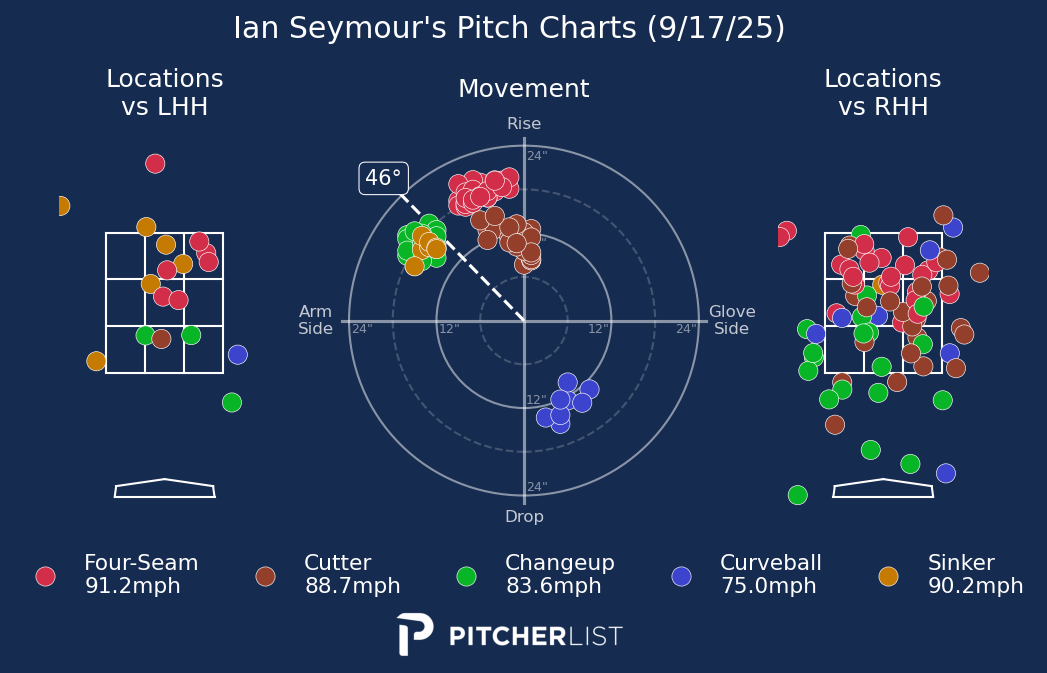 Ian Seymour's Pitch Charts (9/17/25)
Locations
vs LHH
Movement
Locations
vs RHH
Rise
24"
46°
Arm
Side
24"
12"
12"
24"
Glove
Side
12"
24"
Drop
Four-Seam
91.2mph
Cutter
88.7mph
Changeup
83.6mph
Curveball
75.0mph
Sinker
90.2mph
PITCHERLIST